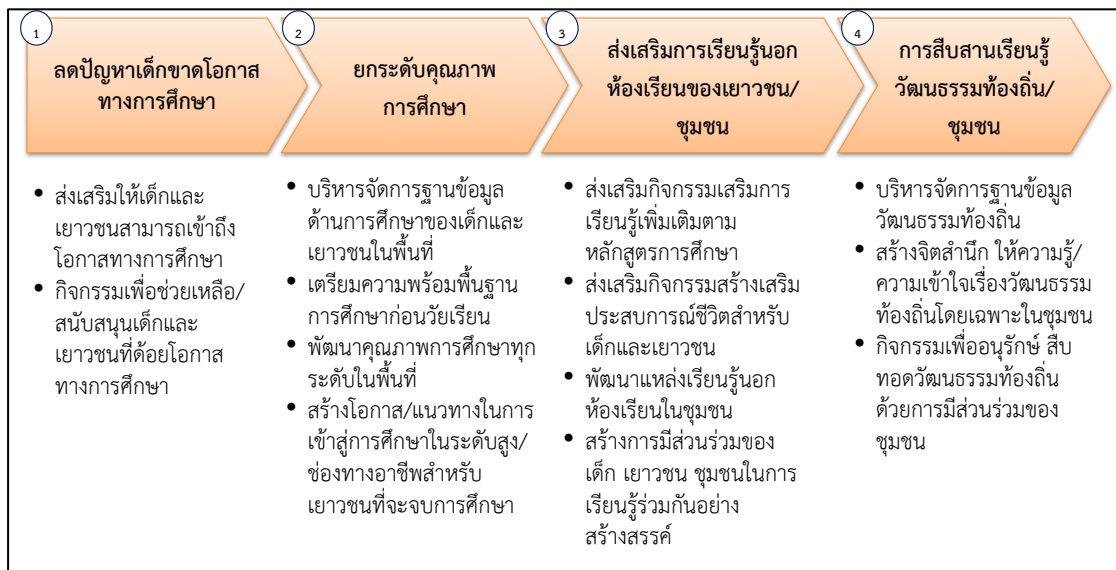 1
ลดปัญหาเด็กขาดโอกาส
ทางการศึกษา
• ส่งเสริมให้เด็กและ
เยาวชนสามารถเข้าถึง
โอกาสทางการศึกษา
• กิจกรรมเพื่อช่วยเหลือ/
สนับสนุนเด็กและ
เยาวชนที่ด้อยโอกาส
ทางการศึกษา
2
ยกระดับคุณภาพ
การศึกษา
• บริหารจัดการฐานข้อมูล
ด้านการศึกษาของเด็กและ
เยาวชนในพื้นที่
• เตรียมความพร้อมพื้นฐาน
การศึกษาก่อนวัยเรียน
• พัฒนาคุณภาพการศึกษาทุก
ระดับในพื้นที่
• สร้างโอกาส/แนวทางในการ
เข้าสู่การศึกษาในระดับสูง/
ช่องทางอาชีพสำหรับ
เยาวชนที่จะจบการศึกษา
3
ส่งเสริมการเรียนรู้นอก
ห้องเรียนของเยาวชน/
ชุมชน
• ส่งเสริมกิจกรรมเสริมการ
เรียนรู้เพิ่มเติมตาม
หลักสูตรการศึกษา
• ส่งเสริมกิจกรรมสร้างเสริม
ประสบการณ์ชีวิตสำหรับ
เด็กและเยาวชน
• พัฒนาแหล่งเรียนรู้นอก
ห้องเรียนในชุมชน
• สร้างการมีส่วนร่วมของ
เด็ก เยาวชน ชุมชนในการ
เรียนรู้ร่วมกันอย่าง
สร้างสรรค์
4
การสืบสานเรียนรู้
วัฒนธรรมท้องถิ่น/
ชุมชน
• บริหารจัดการฐานข้อมูล
วัฒนธรรมท้องถิ่น
• สร้างจิตสำนึก ให้ความรู้/
ความเข้าใจเรื่องวัฒนธรรม
ท้องถิ่นโดยเฉพาะในชุมชน
• กิจกรรมเพื่ออนุรักษ์ สืบ
ทอดวัฒนธรรมท้องถิ่น
ด้วยการมีส่วนร่วมของ
ชุมชน